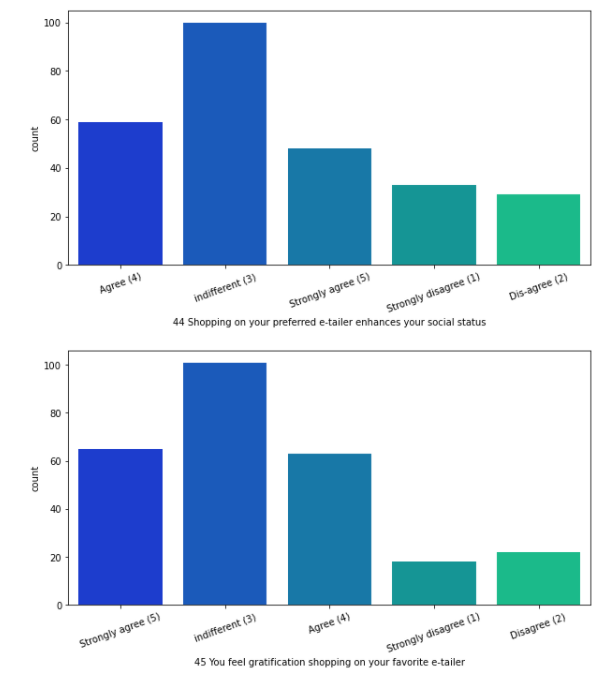 100
80
60
40
20
0
count
Agree (4)
indifferent (3)
Strongly agree (5)
Strongly disagree (1)
Dis-agree (2)
44 Shopping on your preferred e-tailer enhances your social status
100
80
60
40
20
0
count
Strongly agree (5)
indifferent (3)
Agree (4)
Strongly disagree (1)
Disagree (2)
45 You feel gratification shopping on your favorite e-tailer